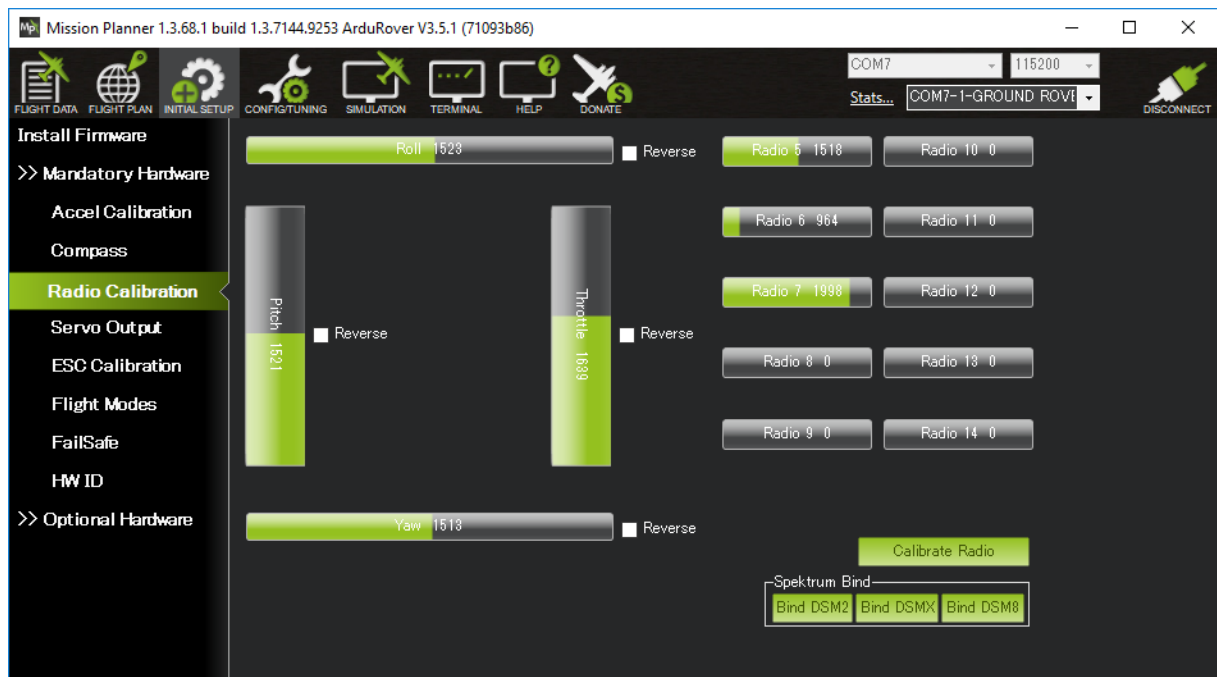 Mission Planner 1.3.68.1 build 1.3.7144.9253 ArduRover V3.5.1 (71093b86)
FLIGHT DATA FLIGHT PLAN INITIAL SETUP CONFIG/TUNING SIMULATION TERMINAL HELP DONATE
COM7 115200
Stats... COM7-1-GROUND ROVE
DISCONNECT
Install Firmware
>> Mandatory Hardware
Accel Calibration
Compass
Radio Calibration
Servo Output
ESC Calibration
Flight Modes
FailSafe
HW ID
>> Optional Hardware
Roll 1523
Reverse
Pitch 1521
Reverse
Throttle 1639
Reverse
Yaw 1513
Reverse
Radio 5 1518
Radio 10 0
Radio 6 964
Radio 11 0
Radio 7 1998
Radio 12 0
Radio 8 0
Radio 13 0
Radio 9 0
Radio 14 0
Calibrate Radio
Spektrum Bind
Bind DSM2 Bind DSMX Bind DSM8